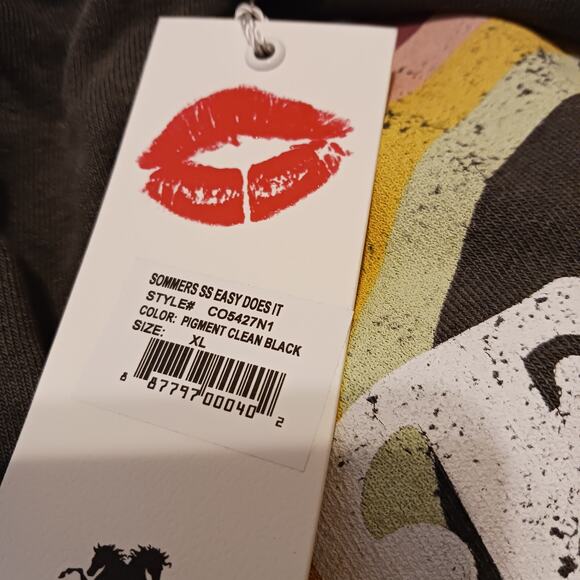 SOMMERS SS EASY DOES IT
STYLE# CO5427N1
COLOR: PIGMENT CLEAN BLACK
SIZE: XL
8 87797 00040 2